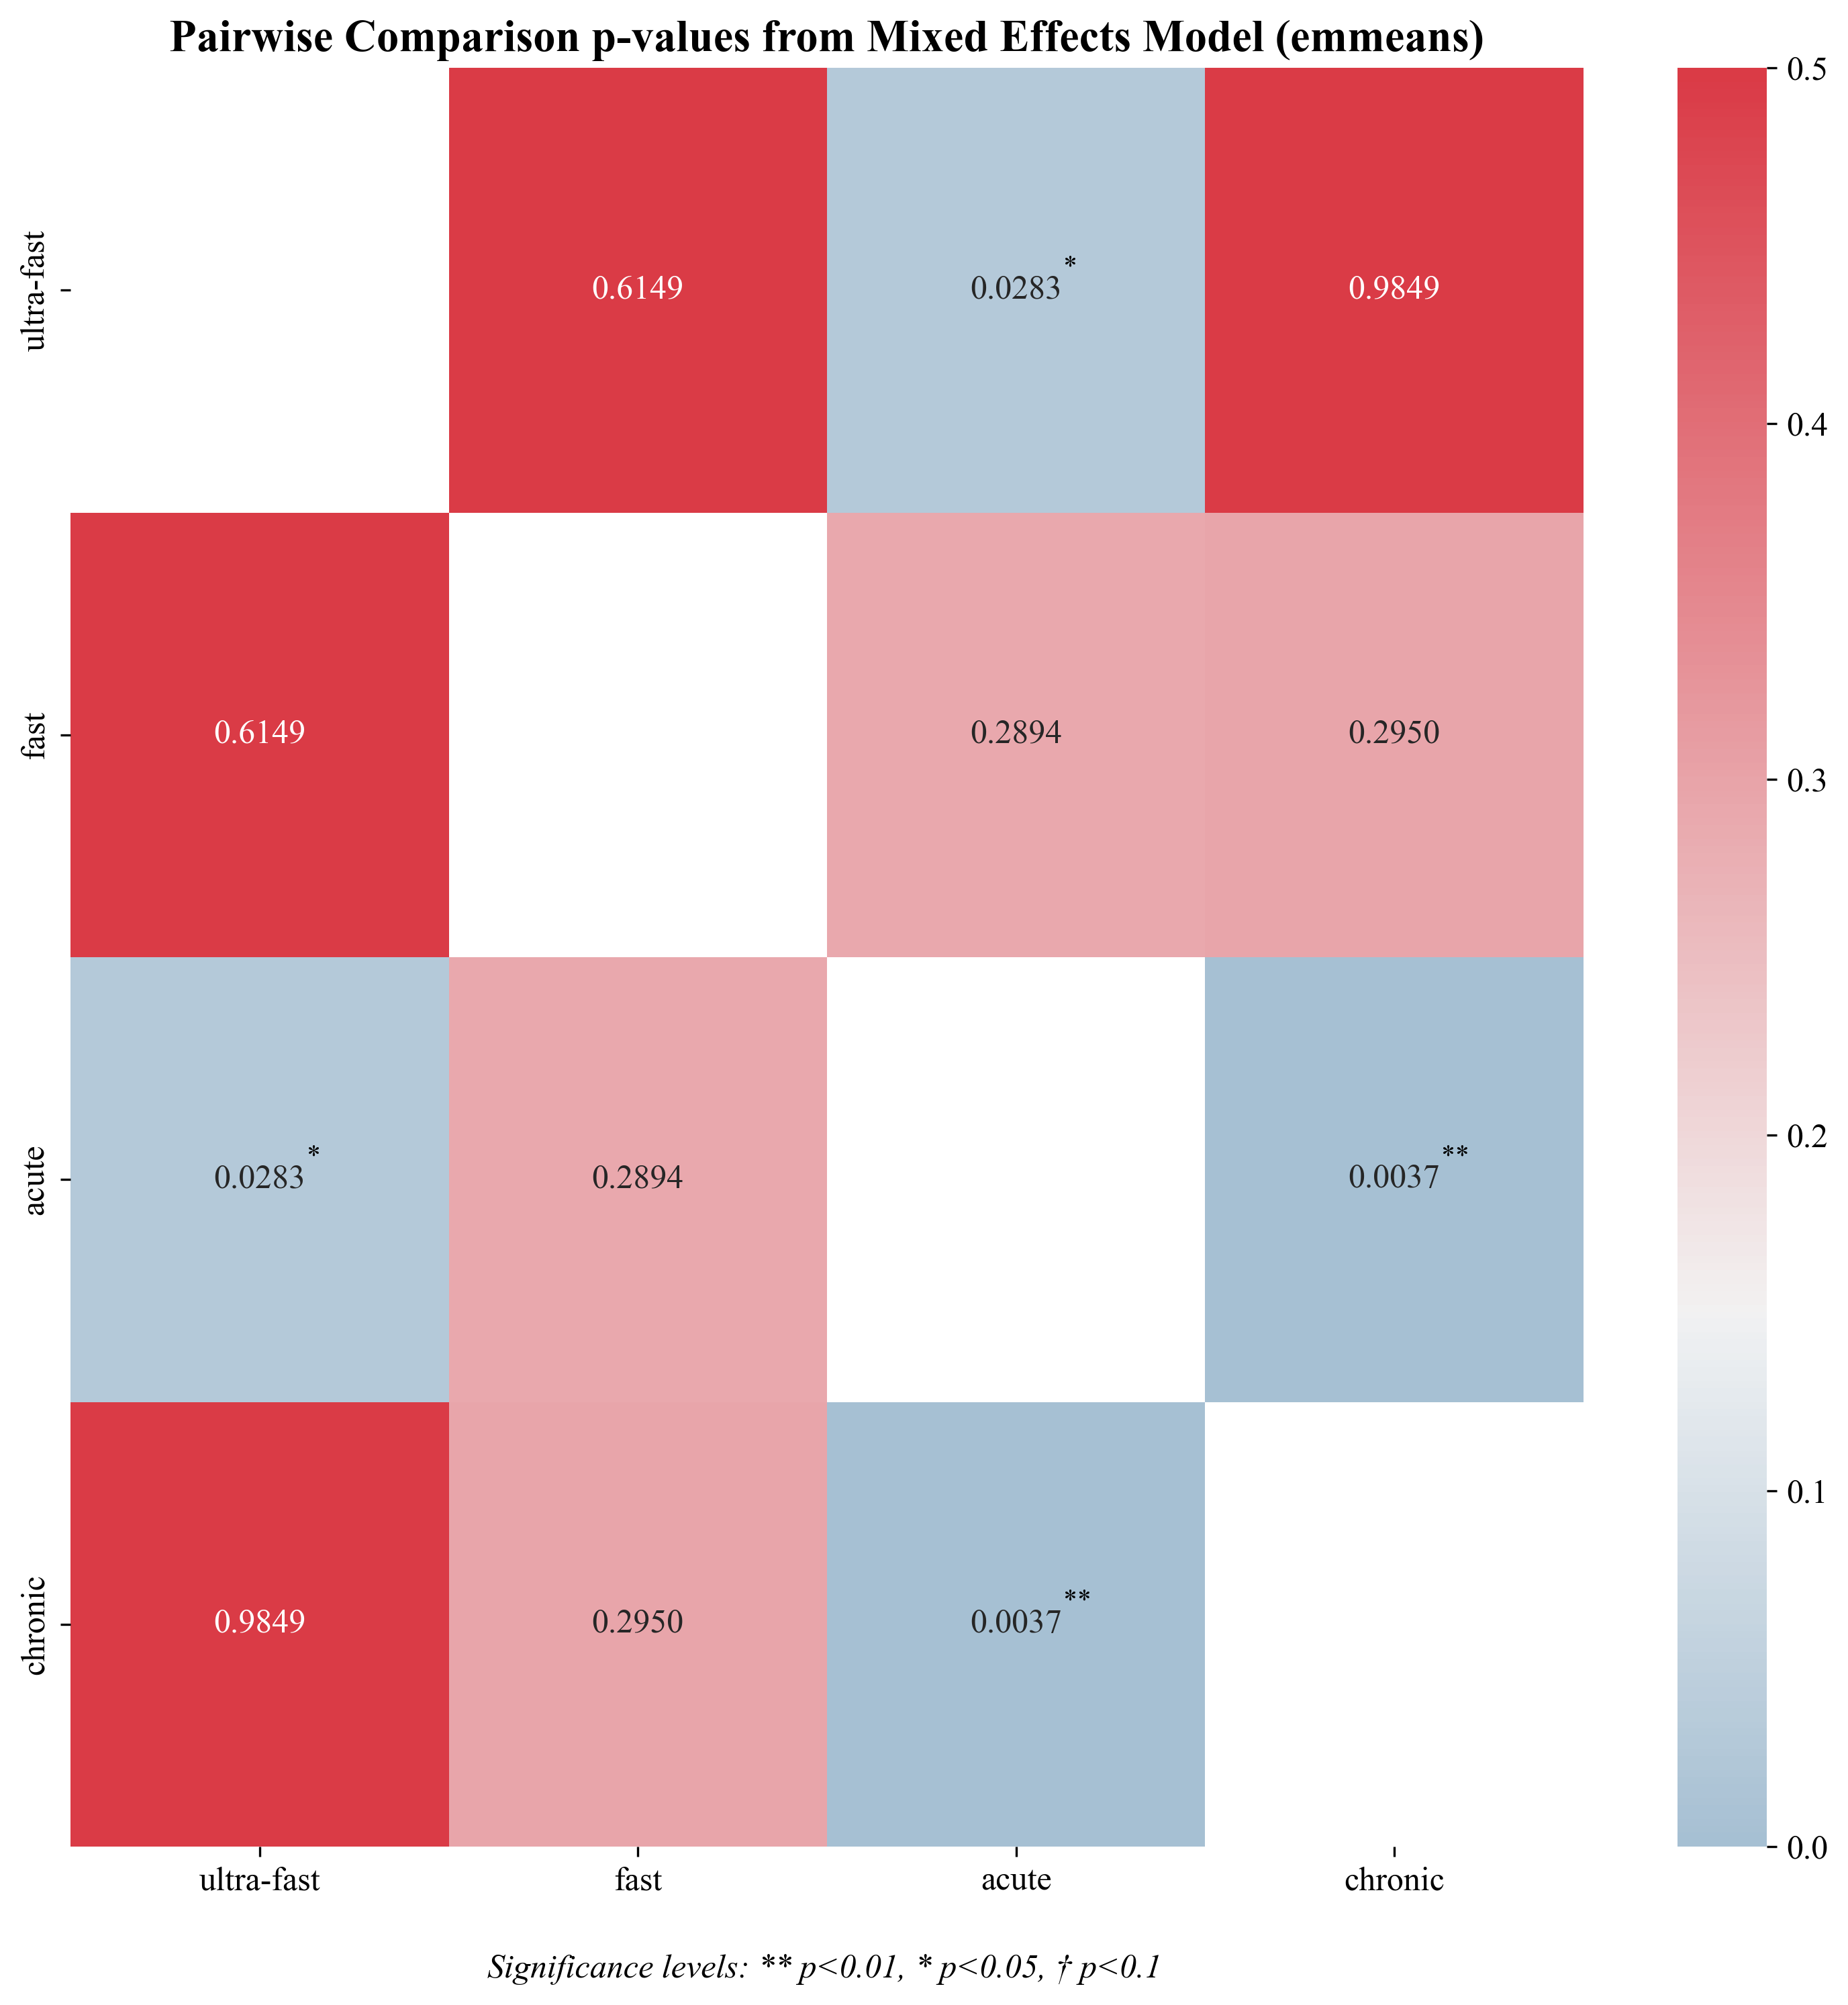 Pairwise Comparison p-values from Mixed Effects Model (emmeans)
ultra-fast
0.6149
0.0283*
0.9849
fast
0.6149
0.2894
0.2950
acute
0.0283*
0.2894
0.0037**
chronic
0.9849
0.2950
0.0037**
ultra-fast
fast
acute
chronic
0.5
0.4
0.3
0.2
0.1
0.0
Significance levels: ** p<0.01, * p<0.05, † p<0.1